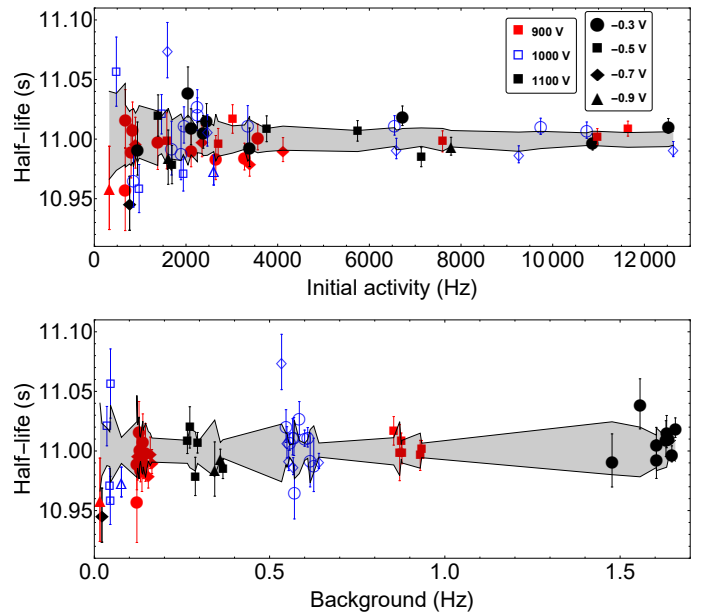 11.10
11.05
11.00
10.95
Half-life (s)
900 V
1000 V
1100 V
-0.3 V
-0.5 V
-0.7 V
-0.9 V
0 2000 4000 6000 8000 10 000 12 000
Initial activity (Hz)
11.10
11.05
11.00
10.95
Half-life (s)
0.0 0.5 1.0 1.5
Background (Hz)